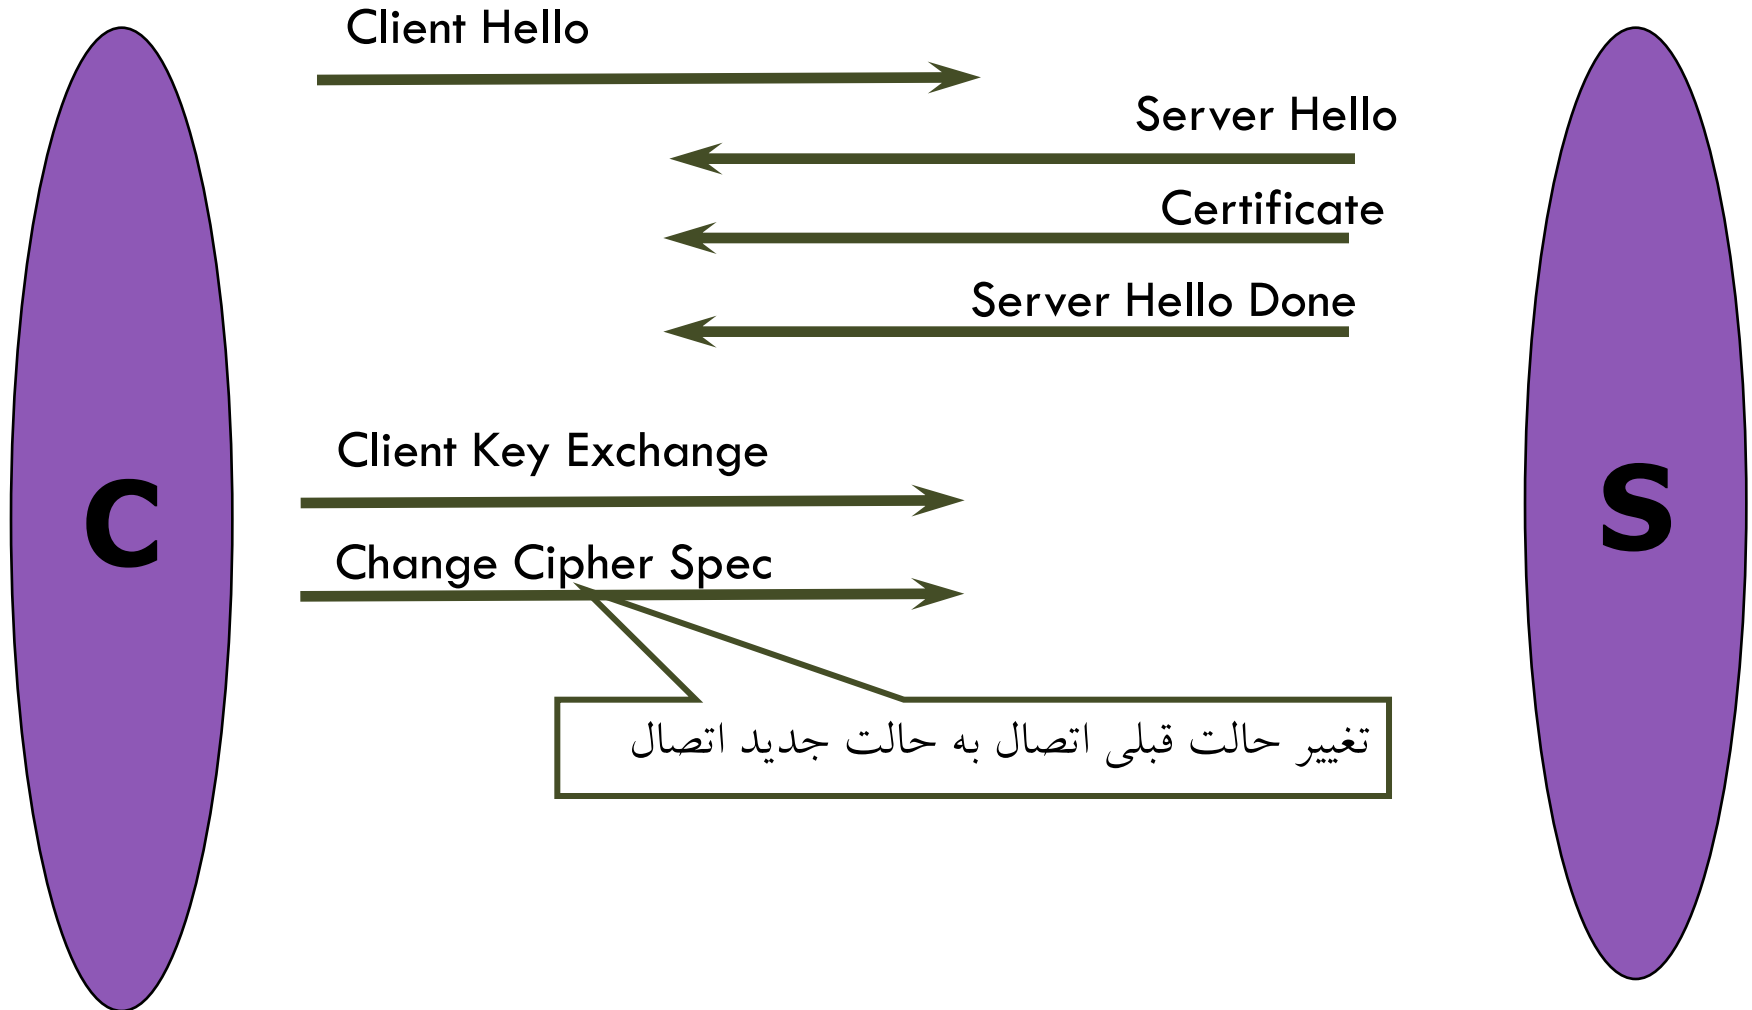 Client Hello
Server Hello
Certificate
Server Hello Done
Client Key Exchange
C
S
Change Cipher Spec
تغییر حالت قبلی اتصال به حالت جدید اتصال